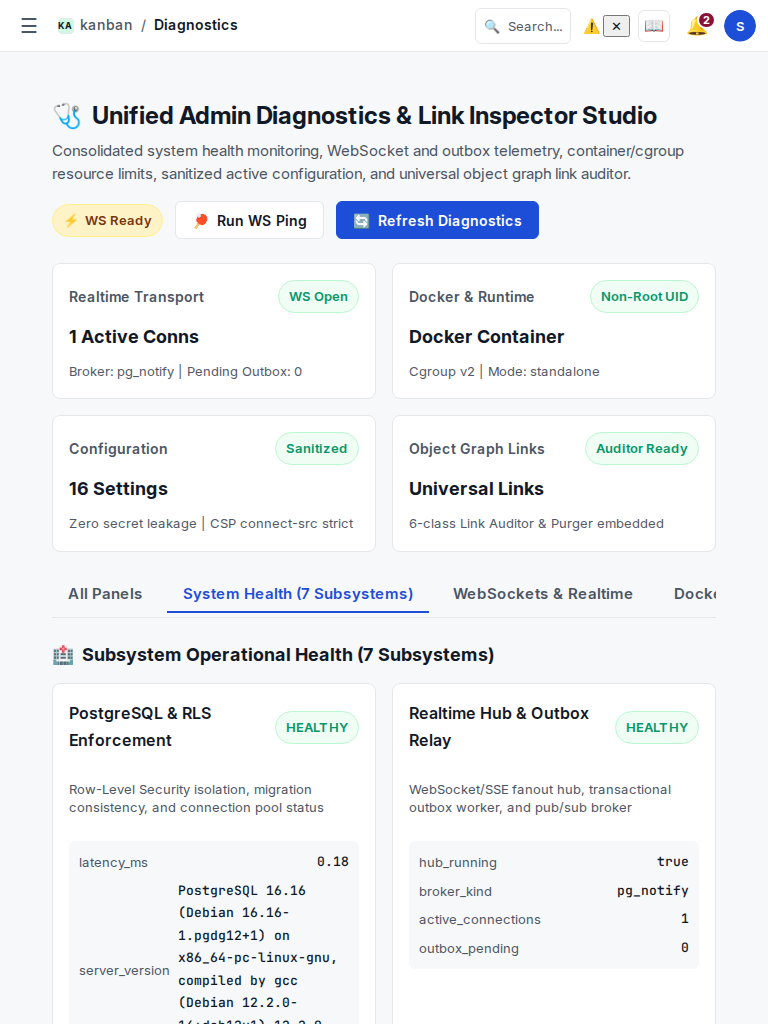 ☰ KA kanban / Diagnostics 🔍 Search... ⚠️ ✕ 📖 🔔 2 S
🩺 Unified Admin Diagnostics & Link Inspector Studio
Consolidated system health monitoring, WebSocket and outbox telemetry, container/cgroup
resource limits, sanitized active configuration, and universal object graph link auditor.
⚡ WS Ready 🏓 Run WS Ping 🔄 Refresh Diagnostics
Realtime Transport WS Open
1 Active Conns
Broker: pg_notify | Pending Outbox: 0
Docker & Runtime Non-Root UID
Docker Container
Cgroup v2 | Mode: standalone
Configuration Sanitized
16 Settings
Zero secret leakage | CSP connect-src strict
Object Graph Links Auditor Ready
Universal Links
6-class Link Auditor & Purger embedded
All Panels System Health (7 Subsystems) WebSockets & Realtime
🏥 Subsystem Operational Health (7 Subsystems)
PostgreSQL & RLS
Enforcement
HEALTHY
Row-Level Security isolation, migration
consistency, and connection pool status
latency_ms 0.18
server_version
PostgreSQL 16.16
(Debian 16.16-
1.pgdg12+1) on
x86_64-pc-linux-gnu,
compiled by gcc
(Debian 12.2.0-
Realtime Hub & Outbox
Relay
HEALTHY
WebSocket/SSE fanout hub, transactional
outbox worker, and pub/sub broker
hub_running true
broker_kind pg_notify
active_connections 1
outbox_pending 0